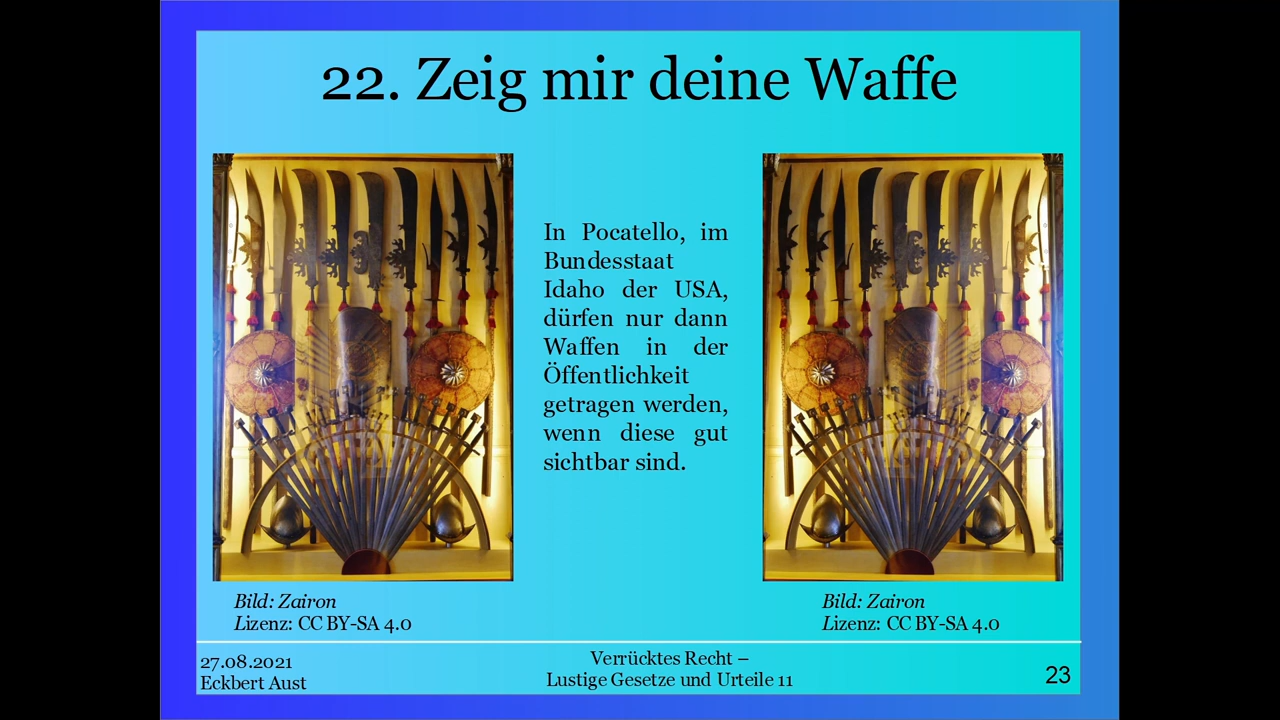 22. Zeig mir deine Waffe
In Pocatello, im
Bundesstaat
Idaho der USA,
dürfen nur dann
Waffen in der
Öffentlichkeit
getragen werden,
wenn diese gut
sichtbar sind.
Bild: Zairon
Lizenz: CC BY-SA 4.0
Bild: Zairon
Lizenz: CC BY-SA 4.0
27.08.2021
Eckbert Aust
Verrücktes Recht –
Lustige Gesetze und Urteile 11
23